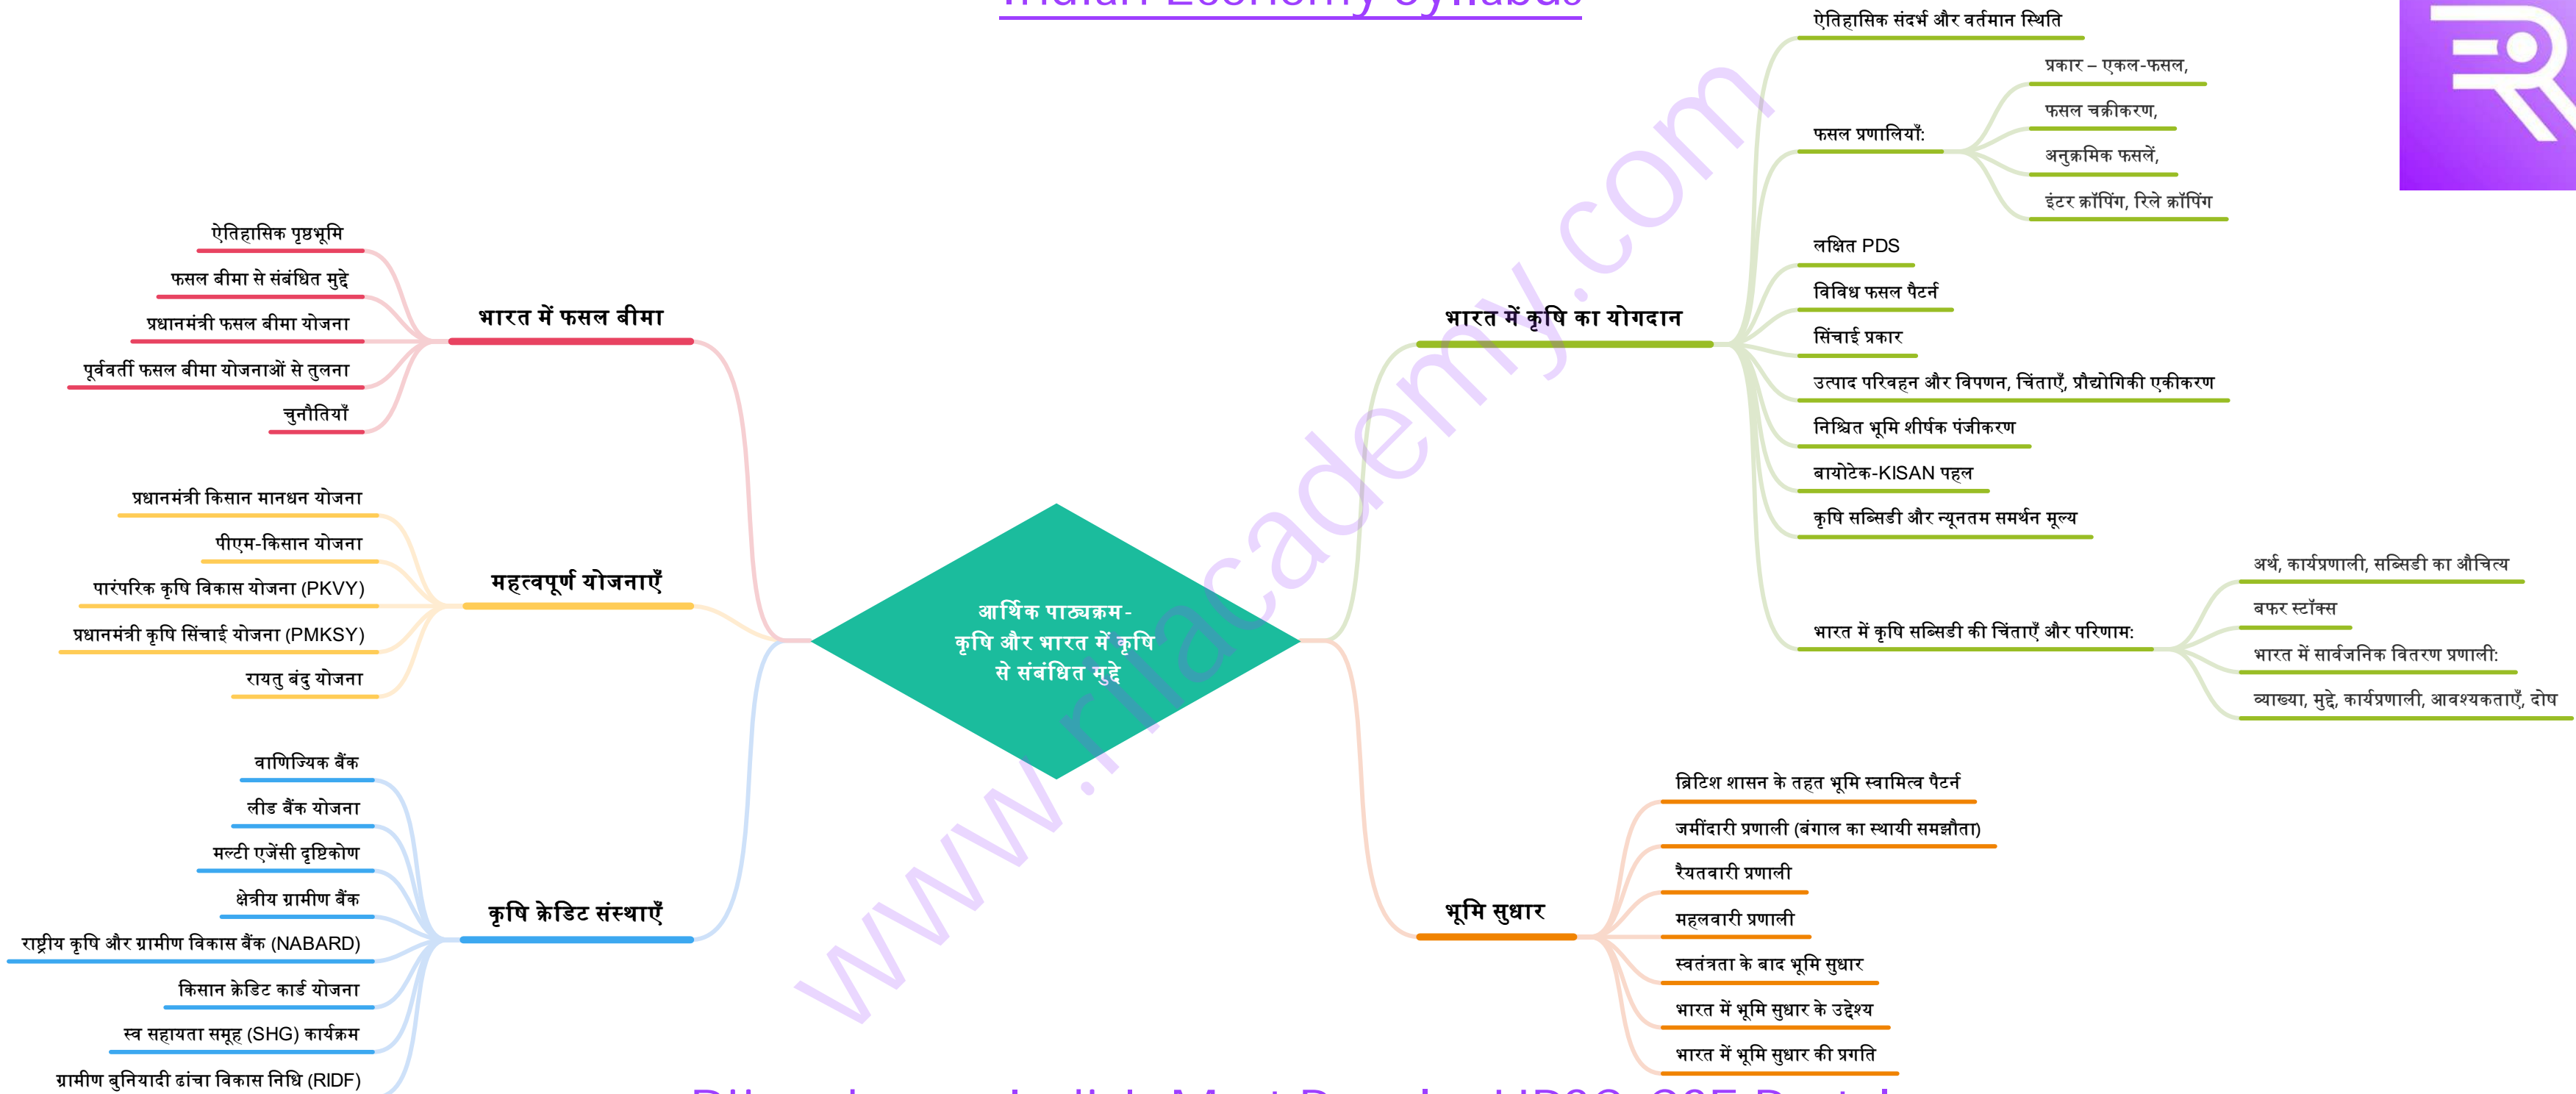 Indian Economy Syllabus
भारत में फसल बीमा
ऐतिहासिक पृष्ठभूमि
फसल बीमा से संबंधित मुद्दे
प्रधानमंत्री फसल बीमा योजना
पूर्ववर्ती फसल बीमा योजनाओं से तुलना
चुनौतियाँ
महत्वपूर्ण योजनाएँ
प्रधानमंत्री किसान मानधन योजना
पीएम-किसान योजना
पारंपरिक कृषि विकास योजना (PKVY)
प्रधानमंत्री कृषि सिंचाई योजना (PMKSY)
रायतु बंदु योजना
कृषि क्रेडिट संस्थाएँ
वाणिज्यिक बैंक
लीड बैंक योजना
मल्टी एजेंसी दृष्टिकोण
क्षेत्रीय ग्रामीण बैंक
राष्ट्रीय कृषि और ग्रामीण विकास बैंक (NABARD)
किसान क्रेडिट कार्ड योजना
स्व सहायता समूह (SHG) कार्यक्रम
ग्रामीण बुनियादी ढांचा विकास निधि (RIDF)
आर्थिक पाठ्यक्रम-
कृषि और भारत में कृषि
से संबंधित मुद्दे
भारत में कृषि का योगदान
ऐतिहासिक संदर्भ और वर्तमान स्थिति
फसल प्रणालियाँ:
प्रकार – एकल-फसल,
फसल चक्रीकरण,
अनुक्रमिक फसलें,
इंटर क्रॉपिंग, रिले क्रॉपिंग
लक्षित PDS
विविध फसल पैटर्न
सिंचाई प्रकार
उत्पाद परिवहन और विपणन, चिंताएँ, प्रौद्योगिकी एकीकरण
निश्चित भूमि शीर्षक पंजीकरण
बायोटेक-KISAN पहल
कृषि सब्सिडी और न्यूनतम समर्थन मूल्य
भारत में कृषि सब्सिडी की चिंताएँ और परिणाम:
अर्थ, कार्यप्रणाली, सब्सिडी का औचित्य
बफर स्टॉक्स
भारत में सार्वजनिक वितरण प्रणाली:
व्याख्या, मुद्दे, कार्यप्रणाली, आवश्यकताएँ, दोष
भूमि सुधार
ब्रिटिश शासन के तहत भूमि स्वामित्व पैटर्न
जमींदारी प्रणाली (बंगाल का स्थायी समझौता)
रैयतवारी प्रणाली
महलवारी प्रणाली
स्वतंत्रता के बाद भूमि सुधार
भारत में भूमि सुधार के उद्देश्य
भारत में भूमि सुधार की प्रगति